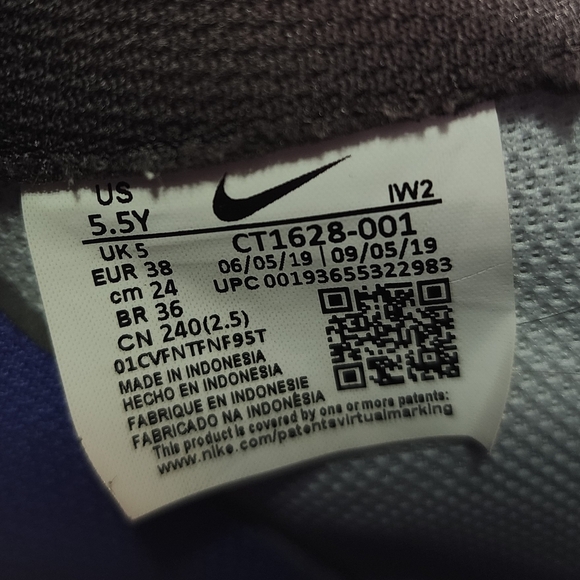 US
5.5Y
IW2
UK 5
CT1628-001
EUR 38
06/05/19 | 09/05/19
cm 24
UPC 00193655322983
BR 36
CN 240(2.5)
01CVFNTFNF95T
MADE IN INDONESIA
HECHO EN INDONESIA
FABRIQUE EN INDONESIE
FABRICADO NA INDONÉSIA
This product is covered by one or more patents:
www.nike.com/patentsvirtualmarking